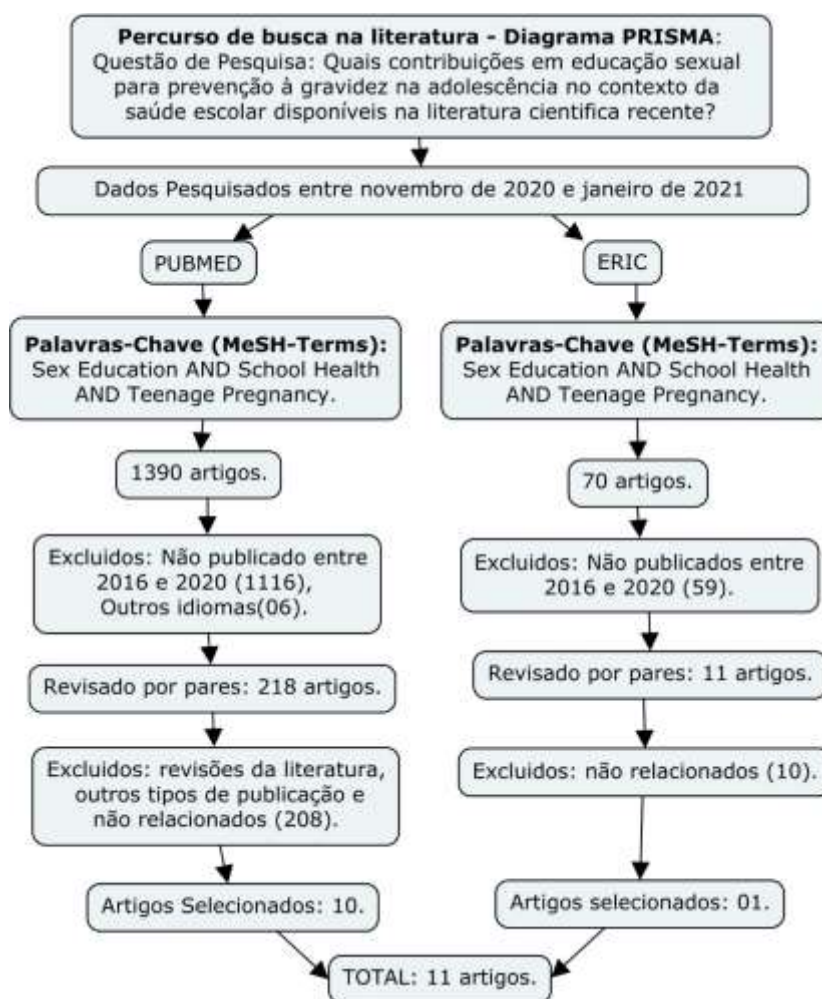 Percurso de busca na literatura - Diagrama PRISMA:
Questão de Pesquisa: Quais contribuições em educação sexual
para prevenção à gravidez na adolescência no contexto da
saúde escolar disponíveis na literatura cientifica recente?
Dados Pesquisados entre novembro de 2020 e janeiro de 2021
PUBMED
ERIC
Palavras-Chave (MeSH-Terms):
Sex Education AND School Health
AND Teenage Pregnancy.
Palavras-Chave (MeSH-Terms):
Sex Education AND School Health
AND Teenage Pregnancy.
1390 artigos.
70 artigos.
Excluidos: Não publicado entre
2016 e 2020 (1116),
Outros idiomas(06).
Excluidos: Não publicados entre
2016 e 2020 (59).
Revisado por pares: 218 artigos.
Revisado por pares: 11 artigos.
Excluidos: revisões da literatura,
outros tipos de publicação e
não relacionados (208).
Excluidos: não relacionados (10).
Artigos Selecionados: 10.
Artigos selecionados: 01.
TOTAL: 11 artigos.